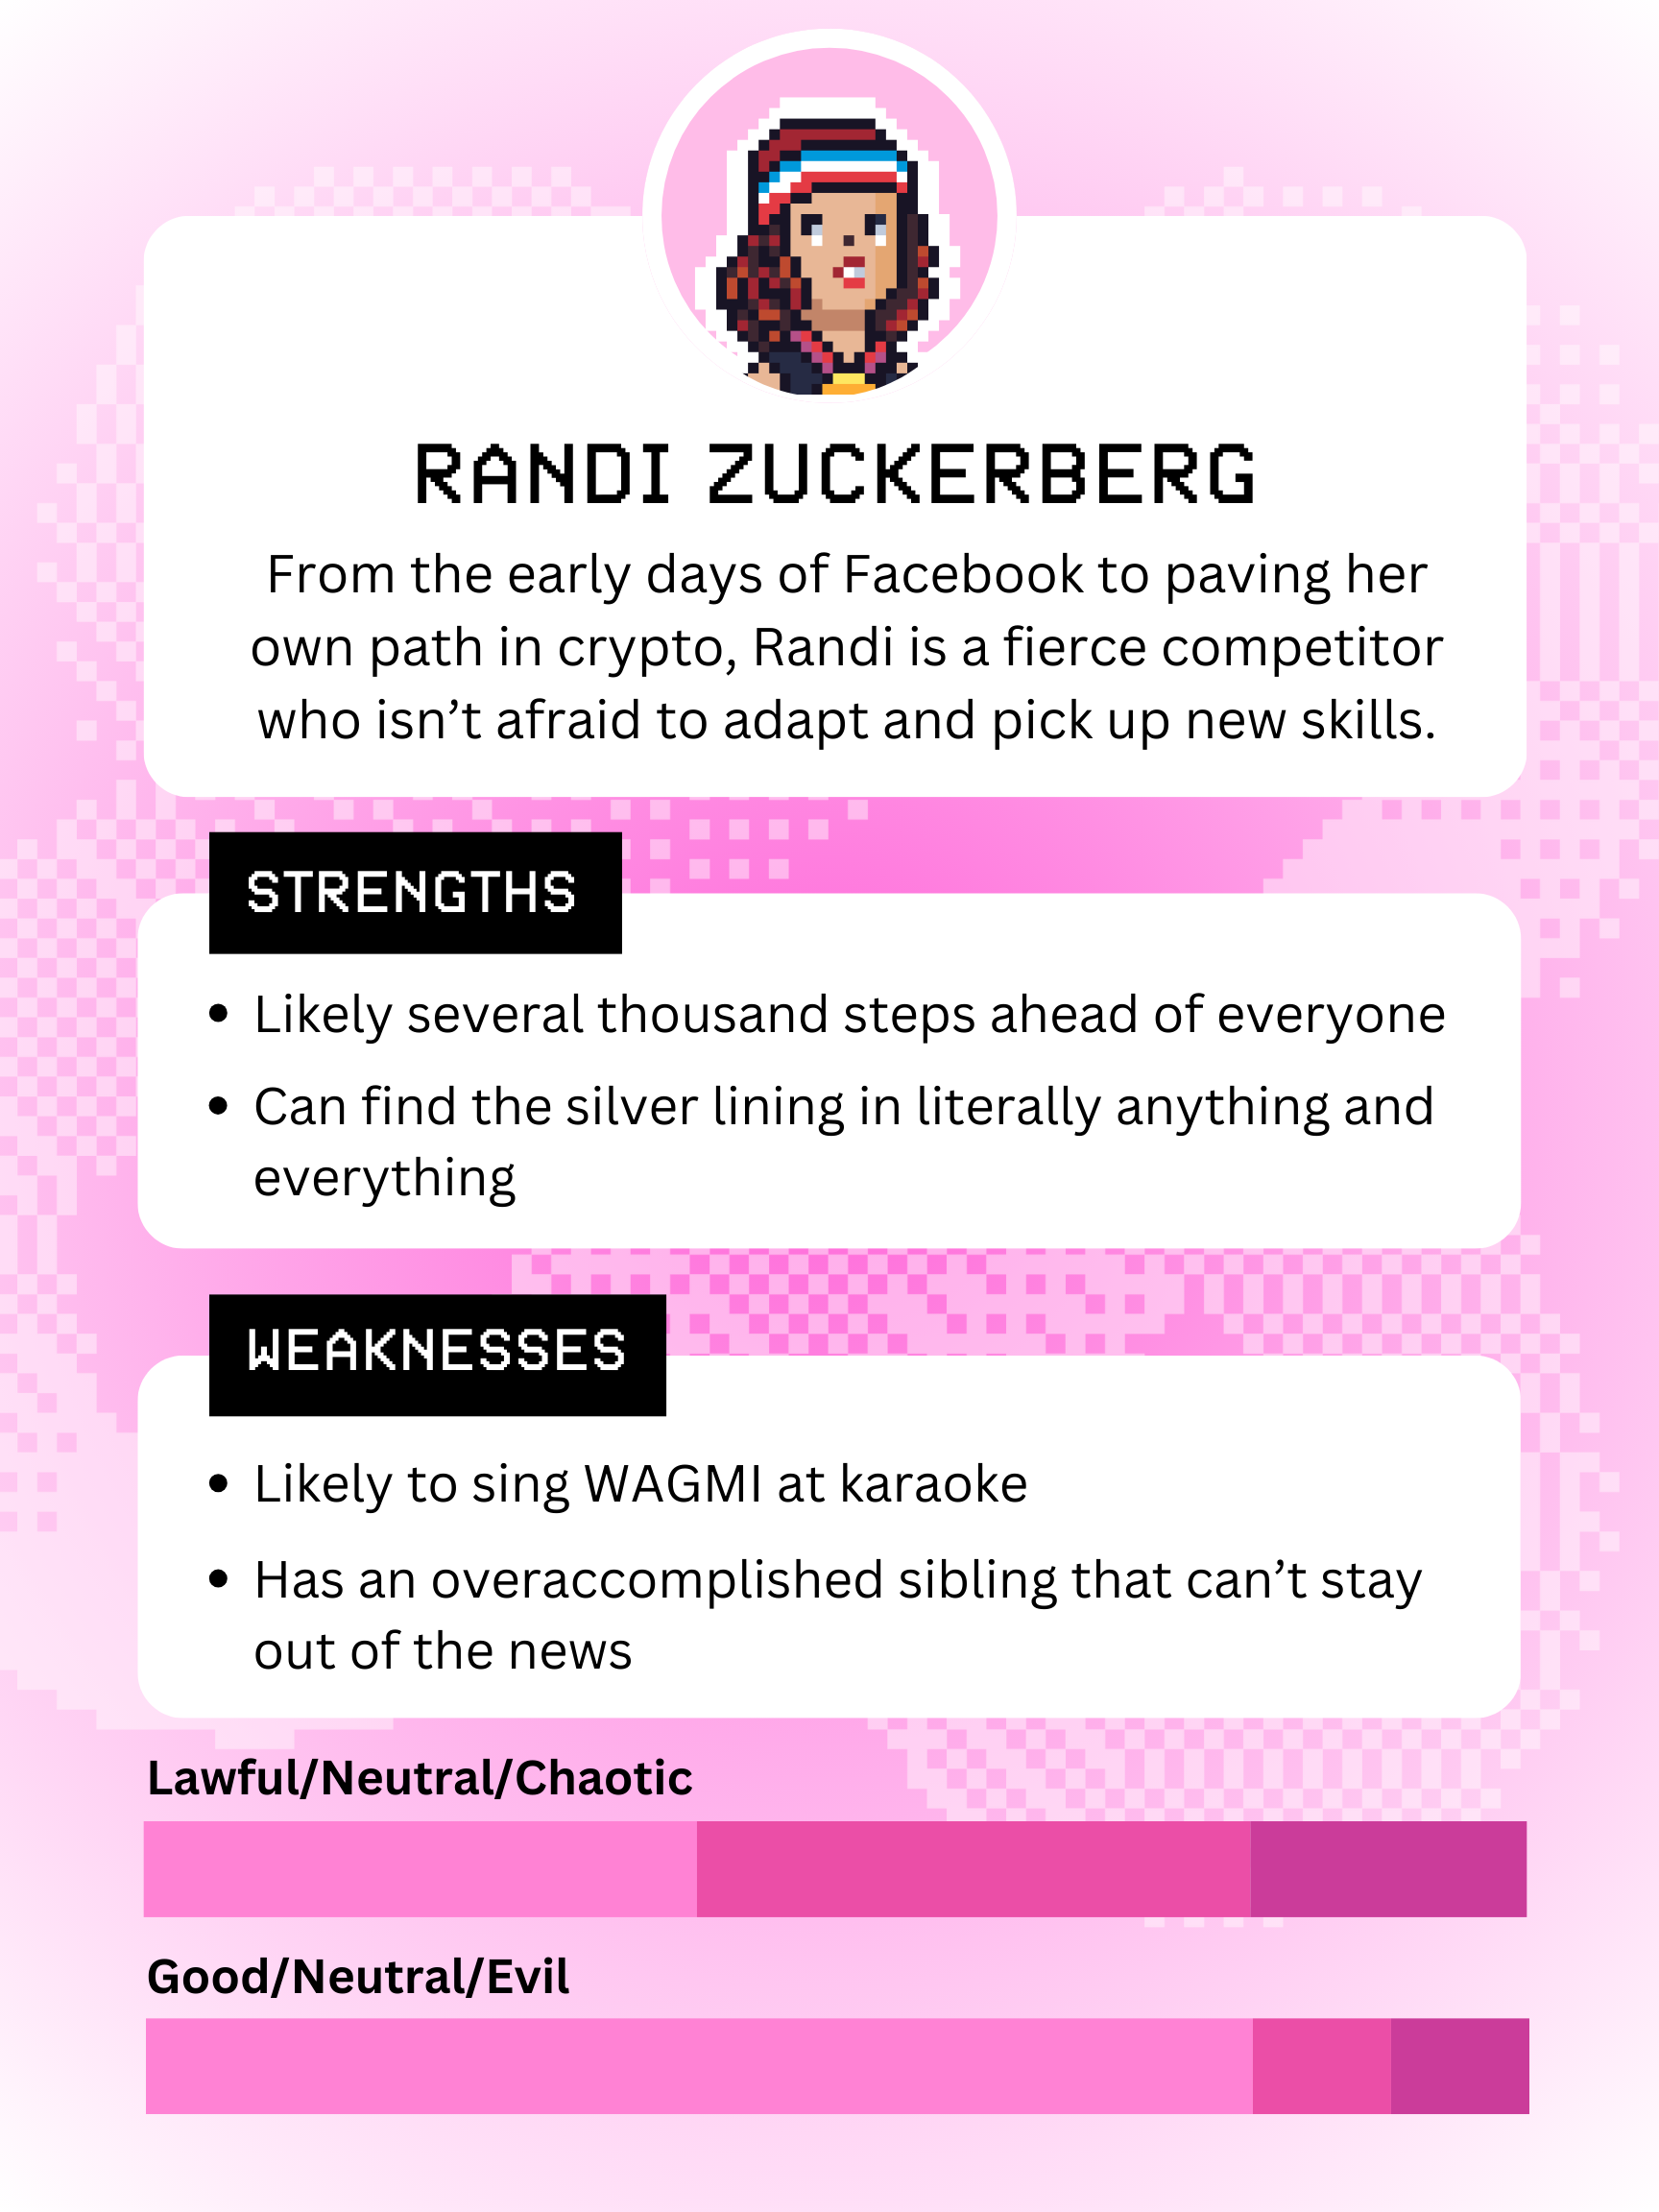 RANDI ZUCKERBERG
From the early days of Facebook to paving her
own path in crypto, Randi is a fierce competitor
who isn’t afraid to adapt and pick up new skills.
STRENGTHS
• Likely several thousand steps ahead of everyone
• Can find the silver lining in literally anything and
everything
WEAKNESSES
• Likely to sing WAGMI at karaoke
• Has an overaccomplished sibling that can’t stay
out of the news
Lawful/Neutral/Chaotic
Good/Neutral/Evil